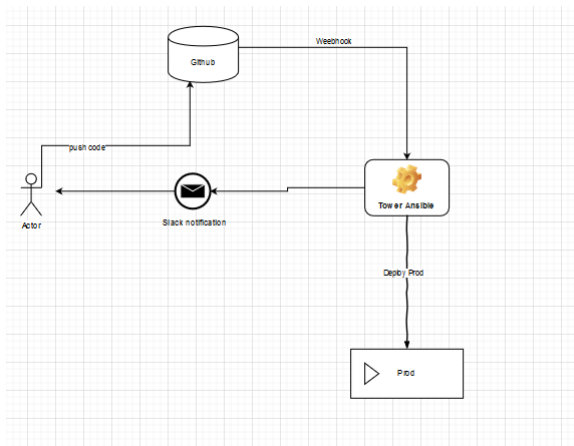 Weebhook
Github
push code
Tower Ansible
Slack notification
Actor
Deploy Prod
Prod